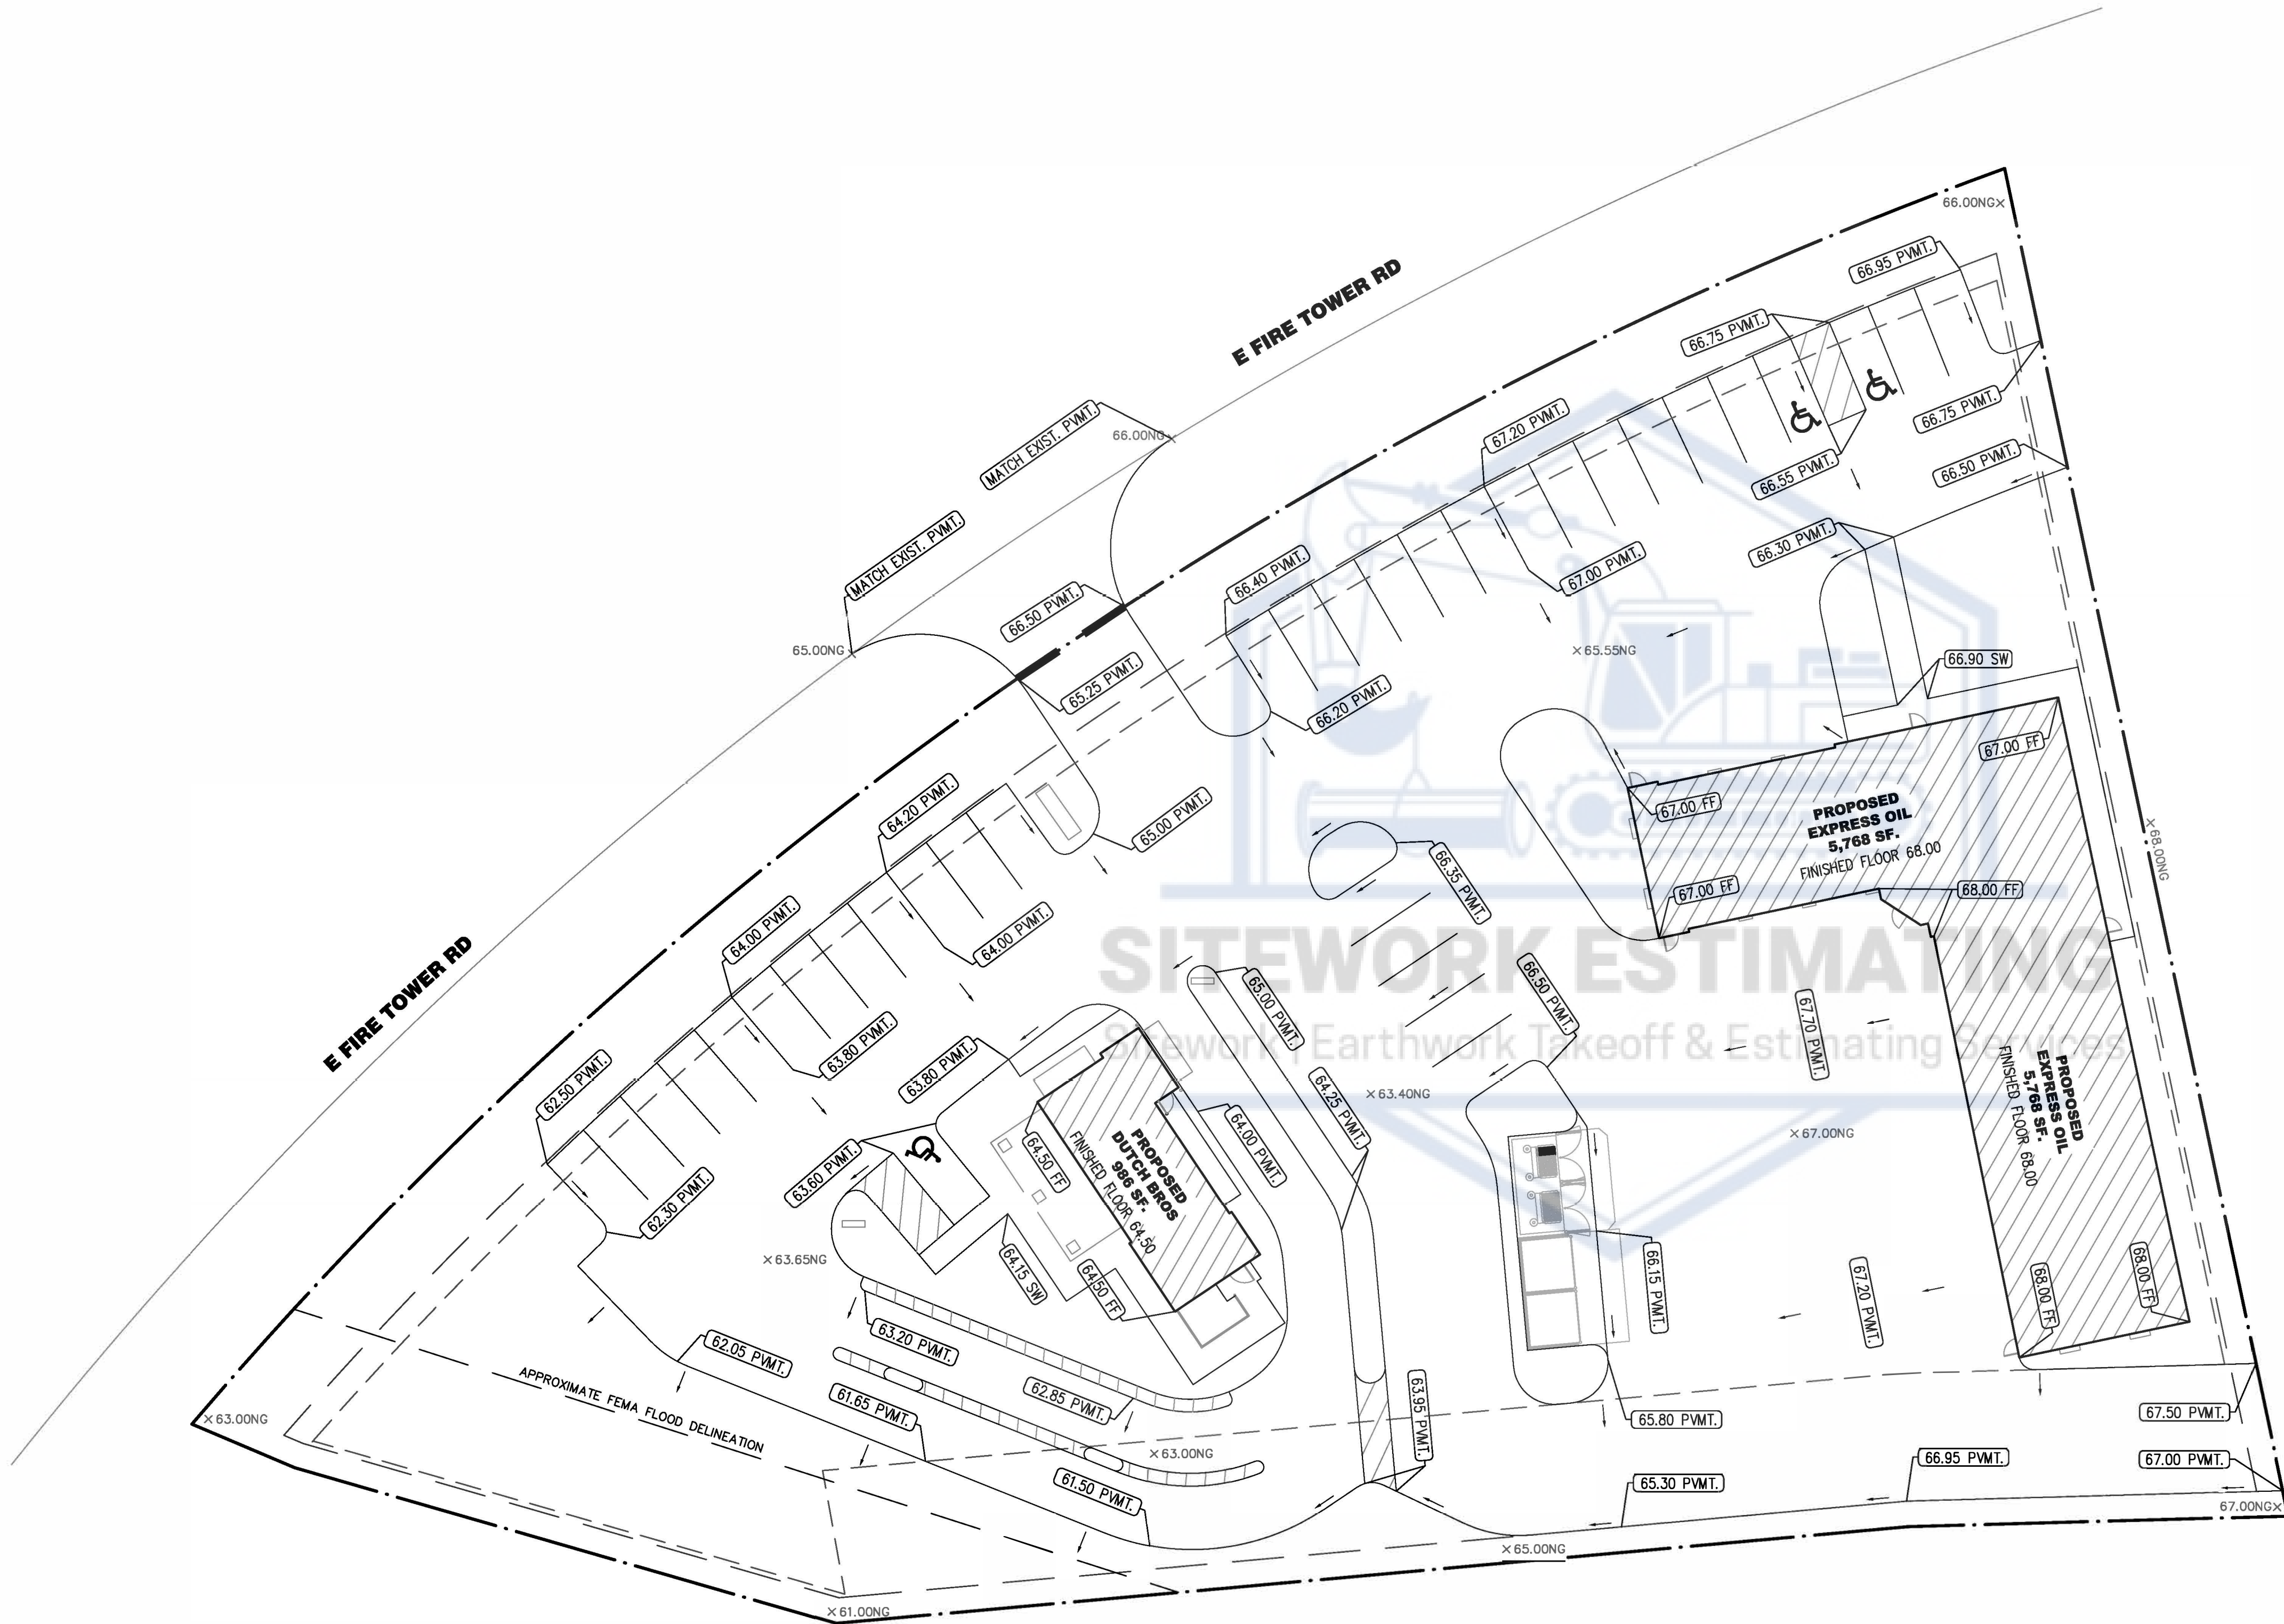 66.00NG
66.95 PVMT.
E FIRE TOWER RD
66.75 PVMT.
66.75 PVMT.
MATCH EXIST. PVMT.
66.00NG
67.20 PVMT.
66.55 PVMT.
66.50 PVMT.
MATCH EXIST. PVMT.
66.30 PVMT.
66.40 PVMT.
67.00 PVMT.
66.50 PVMT.
65.00NG
65.55NG
66.90 SW
65.25 PVMT.
66.20 PVMT.
67.00 FF
64.20 PVMT.
65.00 PVMT.
67.00 FF
PROPOSED
EXPRESS OIL
5,768 SF.
FINISHED FLOOR 68.00
68.00NG
66.35 PVMT.
67.00 FF
68.00 FF
64.00 PVMT.
64.00 PVMT.
E FIRE TOWER RD
SITEWORK ESTIMATING
Sitework | Earthwork Takeoff & Estimating Services
65.00 PVMT.
66.50 PVMT.
67.70 PVMT.
63.80 PVMT.
63.80 PVMT.
62.50 PVMT.
64.25 PVMT.
63.40NG
67.00NG
PROPOSED
EXPRESS OIL
5,768 SF.
FINISHED FLOOR 68.00
63.60 PVMT.
64.50 FF
PROPOSED
DUTCH BROS
986 SF.
FINISHED FLOOR 64.50
64.00 PVMT.
62.30 PVMT.
63.65NG
64.15 SW
64.50 FF
66.15 PVMT.
67.20 PVMT.
68.00 FF
68.00 FF
63.20 PVMT.
62.05 PVMT.
APPROXIMATE FEMA FLOOD DELINEATION
61.65 PVMT.
62.85 PVMT.
63.95 PVMT.
63.00NG
65.80 PVMT.
67.50 PVMT.
63.00NG
66.95 PVMT.
67.00 PVMT.
61.50 PVMT.
65.30 PVMT.
67.00NG
65.00NG
61.00NG